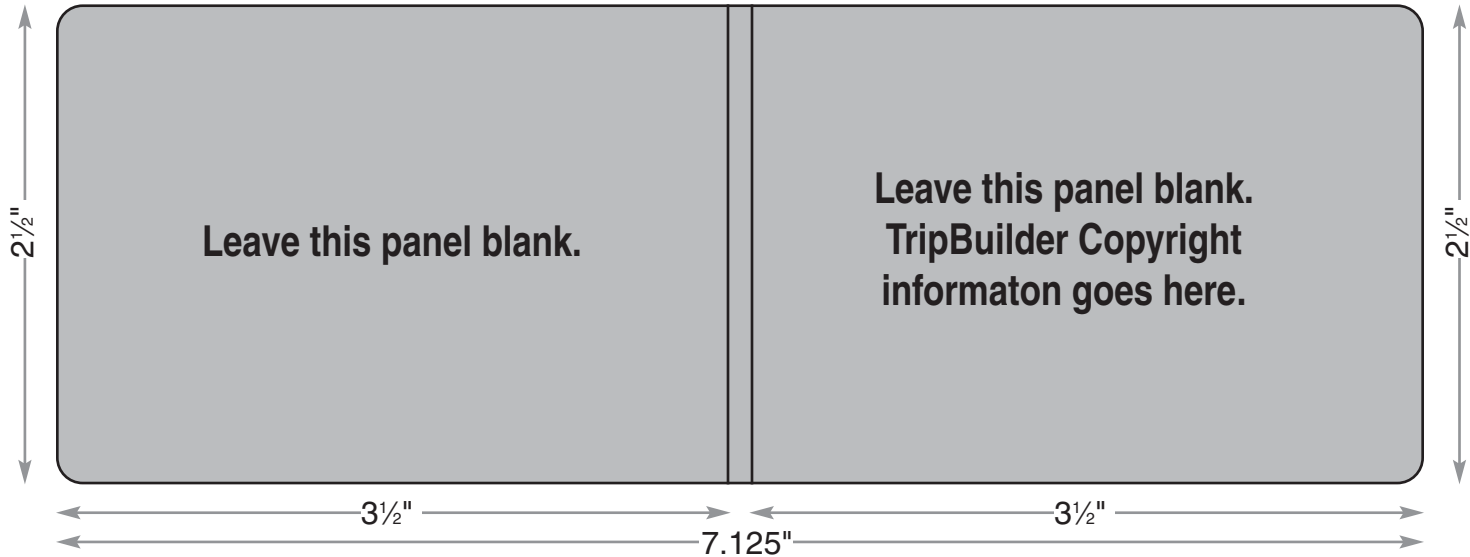 2½"
Leave this panel blank.
Leave this panel blank.
TripBuilder Copyright
informaton goes here.
2½"
3½"
3½"
7.125"